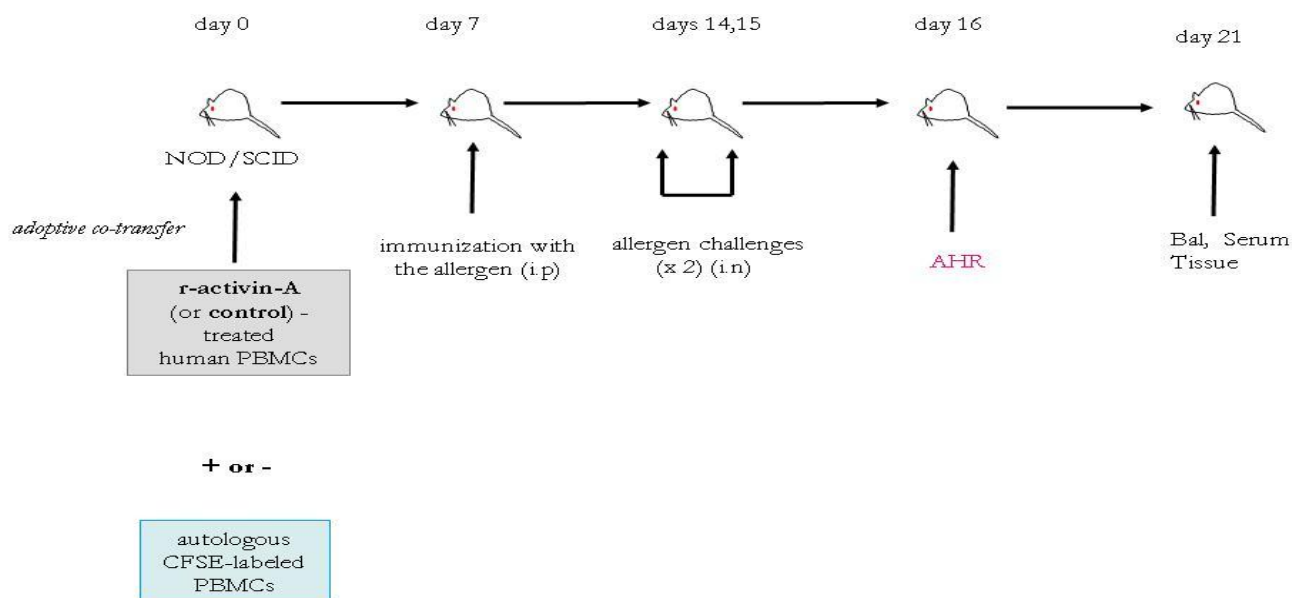 day 0
day 7
days 14,15
day 16
day 21
NOD/SCID
adoptive co-transfer
r-activin-A
(or control) -
treated
human PBMCs
immunization with
the allergen (i.p)
allergen challenges
(x 2) (i.n)
AHR
Bal, Serum
Tissue
+ or -
autologous
CFSE-labeled
PBMCs